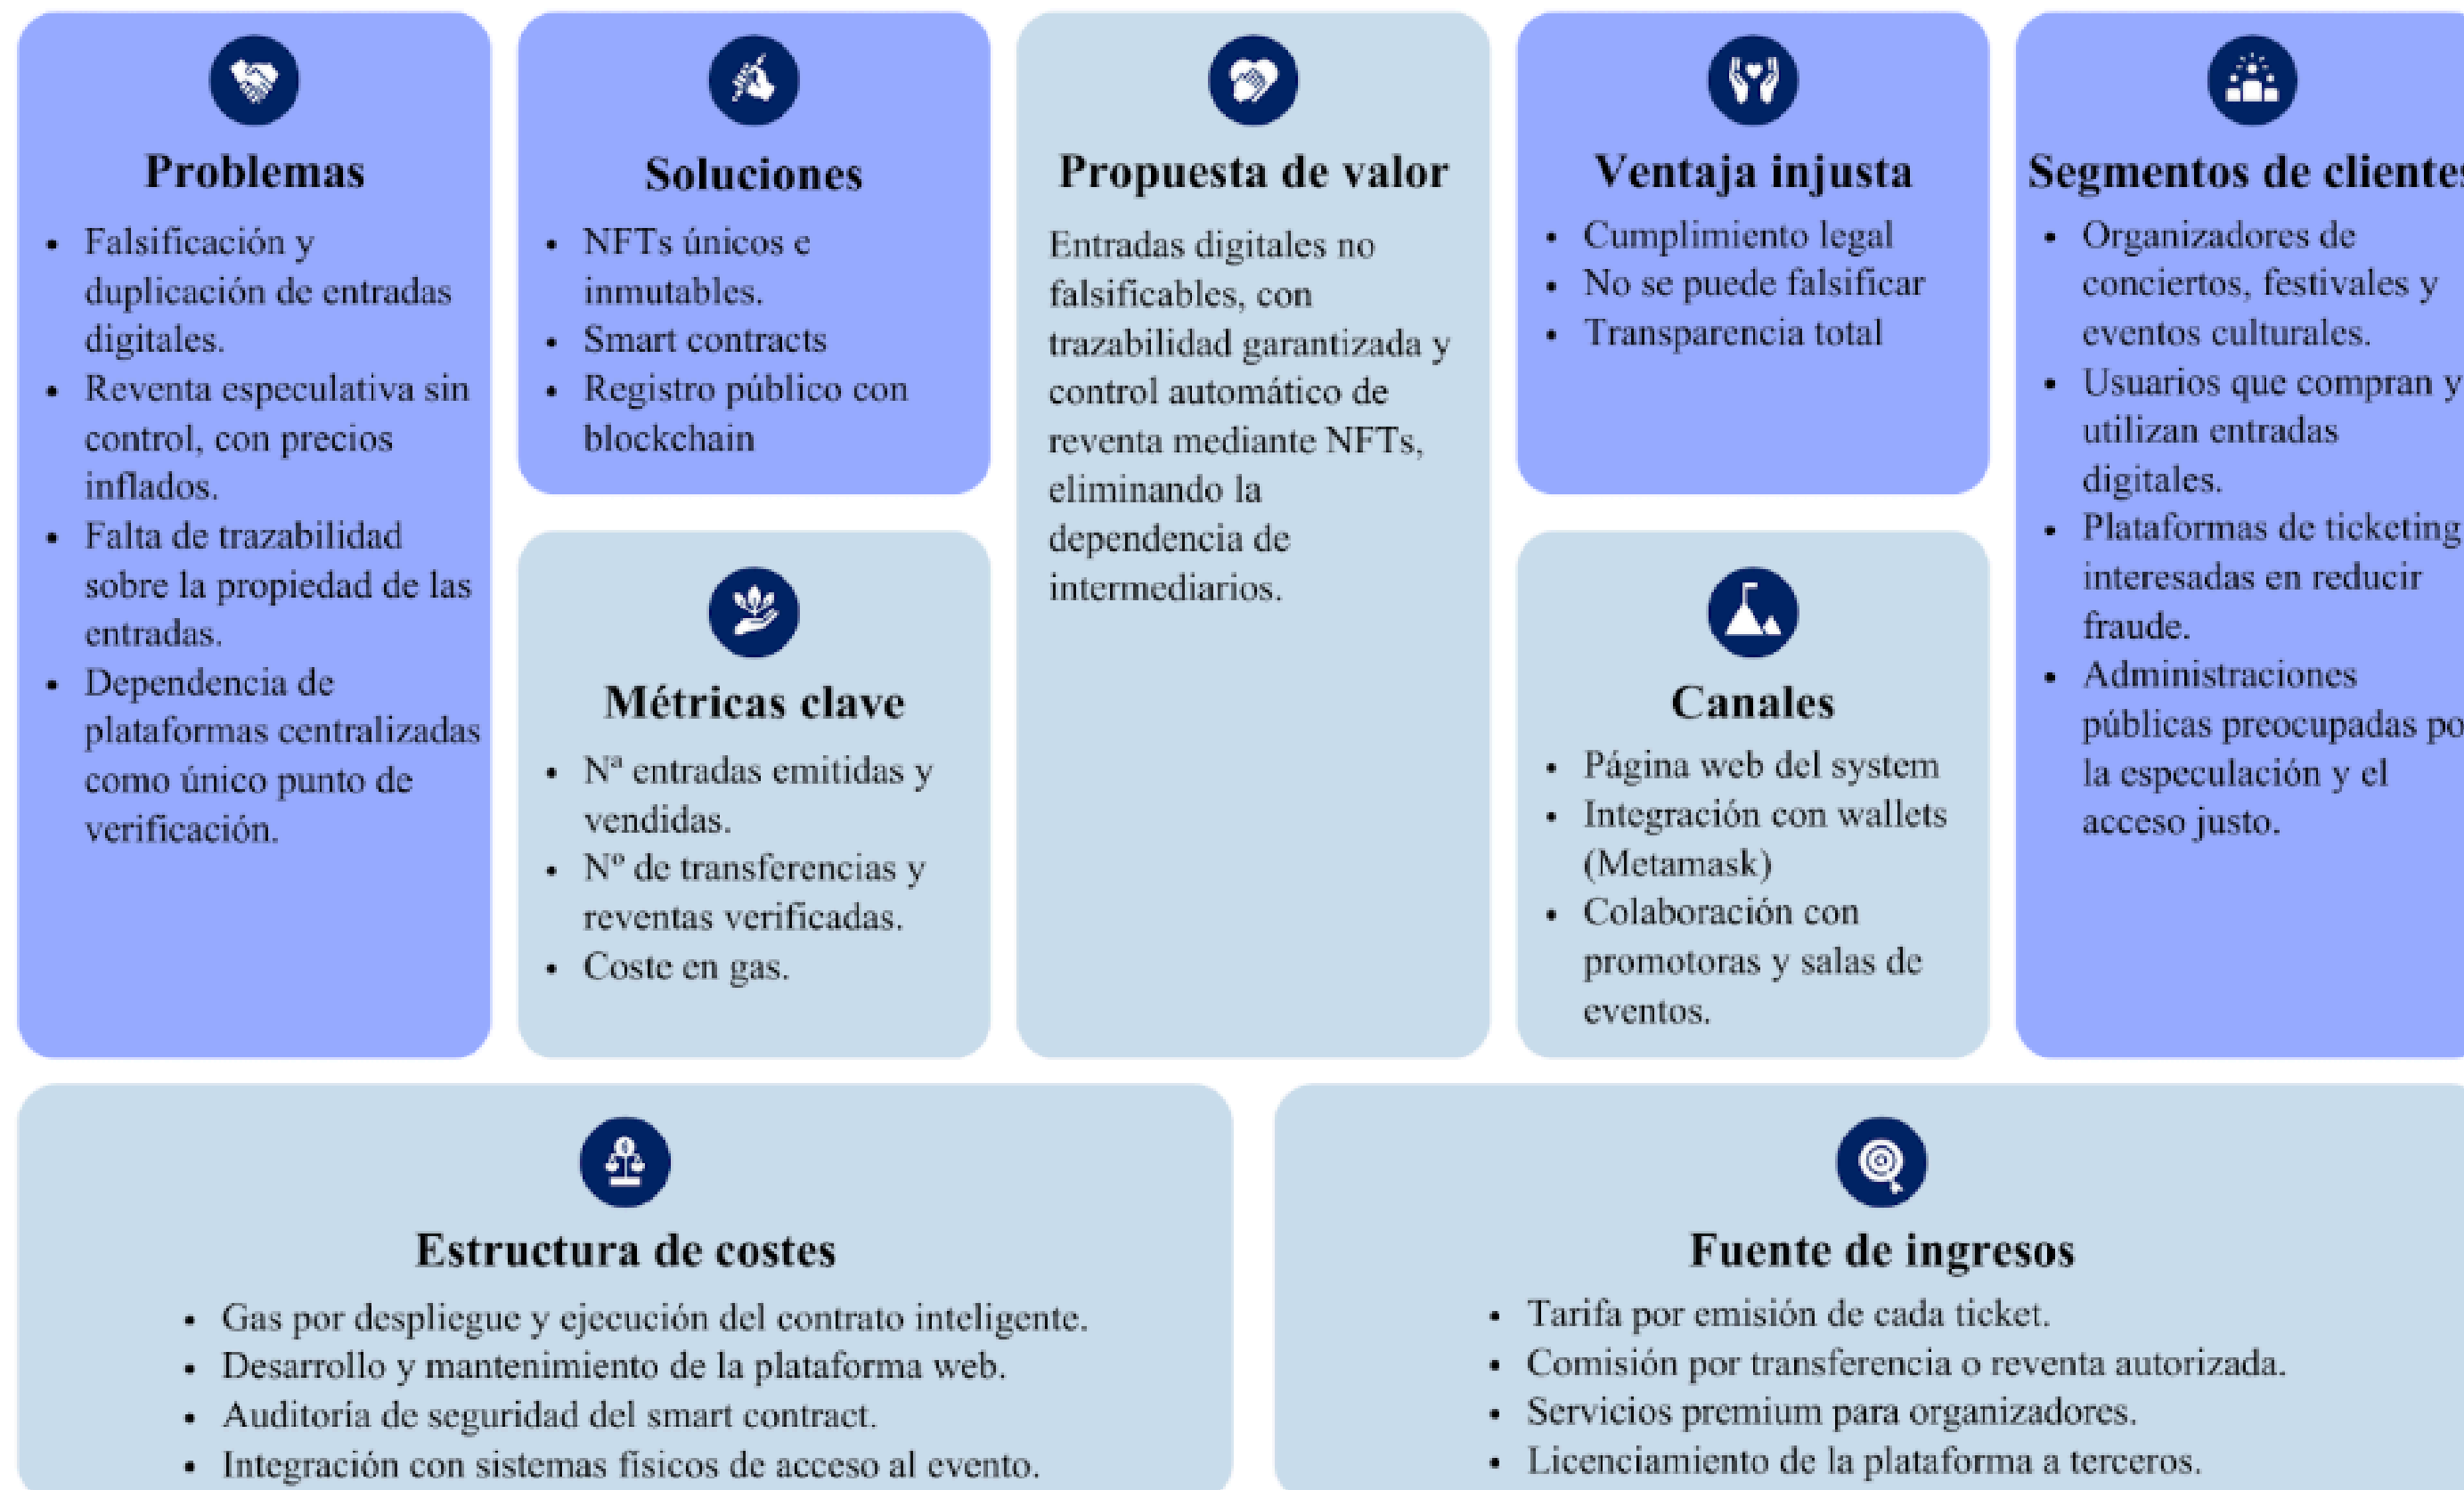 Problemas
• Falsificación y
duplicación de entradas
digitales.
• Reventa especulativa sin
control, con precios
inflados.
• Falta de trazabilidad
sobre la propiedad de las
entradas.
• Dependencia de
plataformas centralizadas
como único punto de
verificación.
Soluciones
• NFTs únicos e
inmutables.
• Smart contracts
• Registro público con
blockchain
Métricas clave
• Nª entradas emitidas y
vendidas.
• Nº de transferencias y
reventas verificadas.
• Coste en gas.
Propuesta de valor
Entradas digitales no
falsificables, con
trazabilidad garantizada y
control automático de
reventa mediante NFTs,
eliminando la
dependencia de
intermediarios.
Ventaja injusta
• Cumplimiento legal
• No se puede falsificar
• Transparencia total
Canales
• Página web del system
• Integración con wallets
(Metamask)
• Colaboración con
promotoras y salas de
eventos.
Segmentos de clientes
• Organizadores de
conciertos, festivales y
eventos culturales.
• Usuarios que compran y
utilizan entradas
digitales.
• Plataformas de ticketing
interesadas en reducir
fraude.
• Administraciones
públicas preocupadas po
la especulación y el
acceso justo.
Estructura de costes
• Gas por despliegue y ejecución del contrato inteligente.
• Desarrollo y mantenimiento de la plataforma web.
• Auditoría de seguridad del smart contract.
• Integración con sistemas físicos de acceso al evento.
Fuente de ingresos
• Tarifa por emisión de cada ticket.
• Comisión por transferencia o reventa autorizada.
• Servicios premium para organizadores.
• Licenciamiento de la plataforma a terceros.